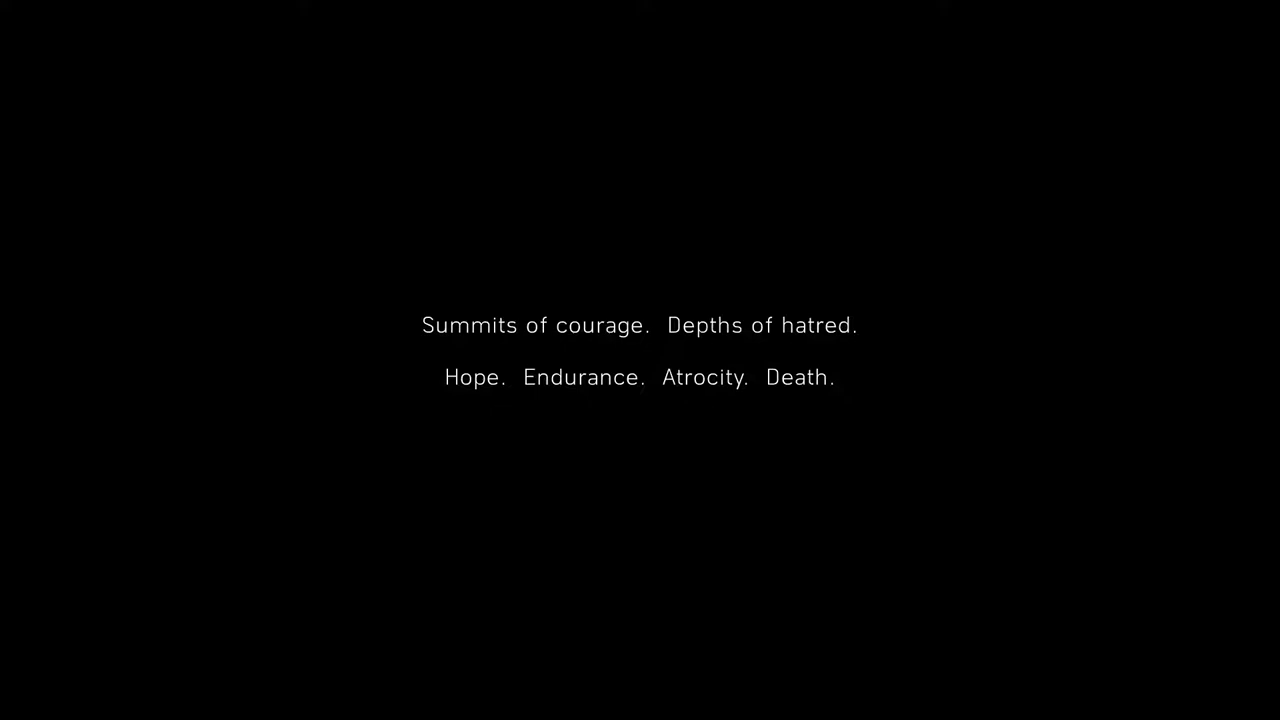 Summits of courage. Depths of hatred.
Hope. Endurance. Atrocity. Death.